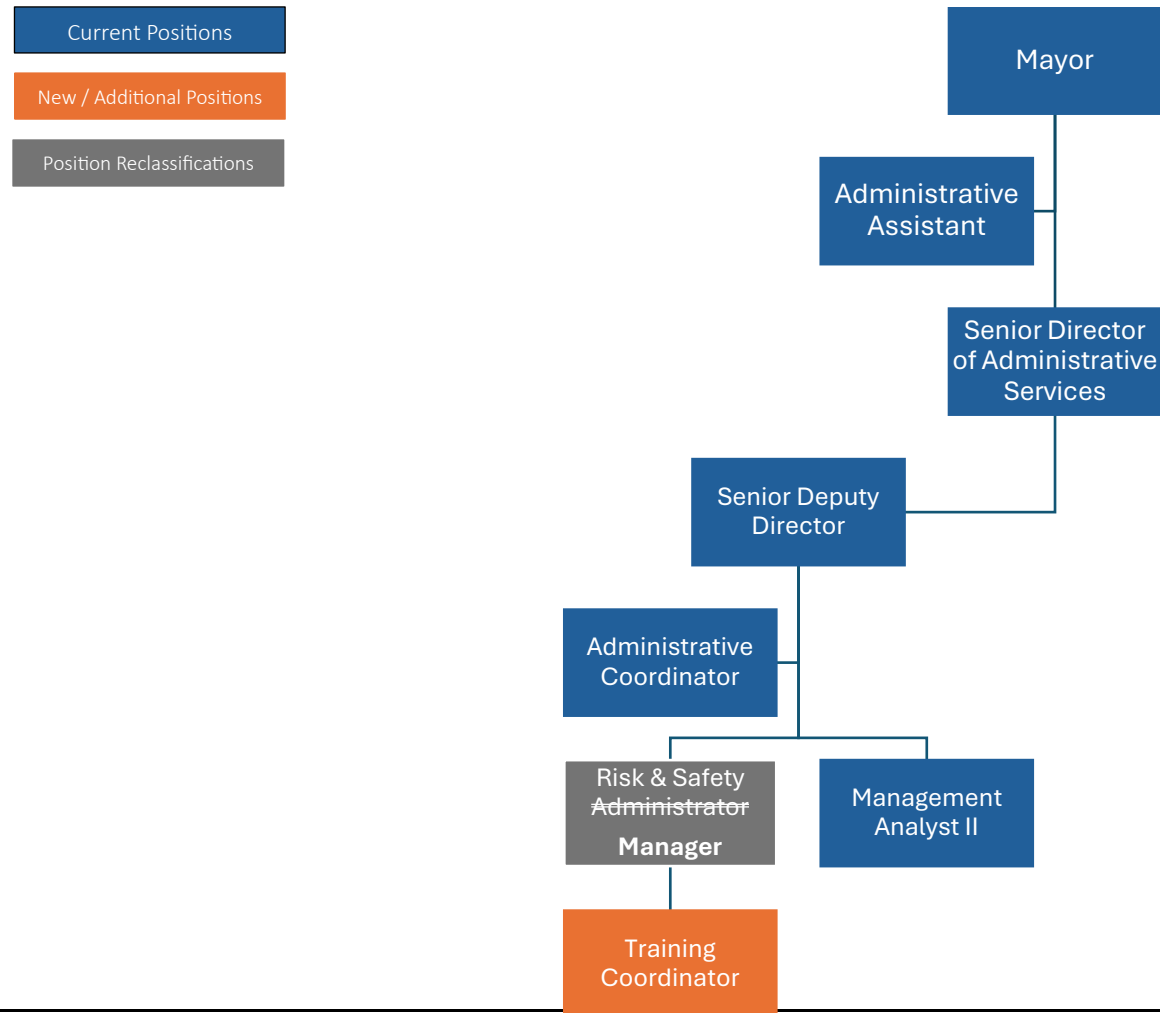 Current Positions
New / Additional Positions
Position Reclassifications
Mayor
Administrative
Assistant
Senior Director
of Administrative
Services
Senior Deputy
Director
Administrative
Coordinator
Risk & Safety
Administrator
Manager
Management
Analyst II
Training
Coordinator